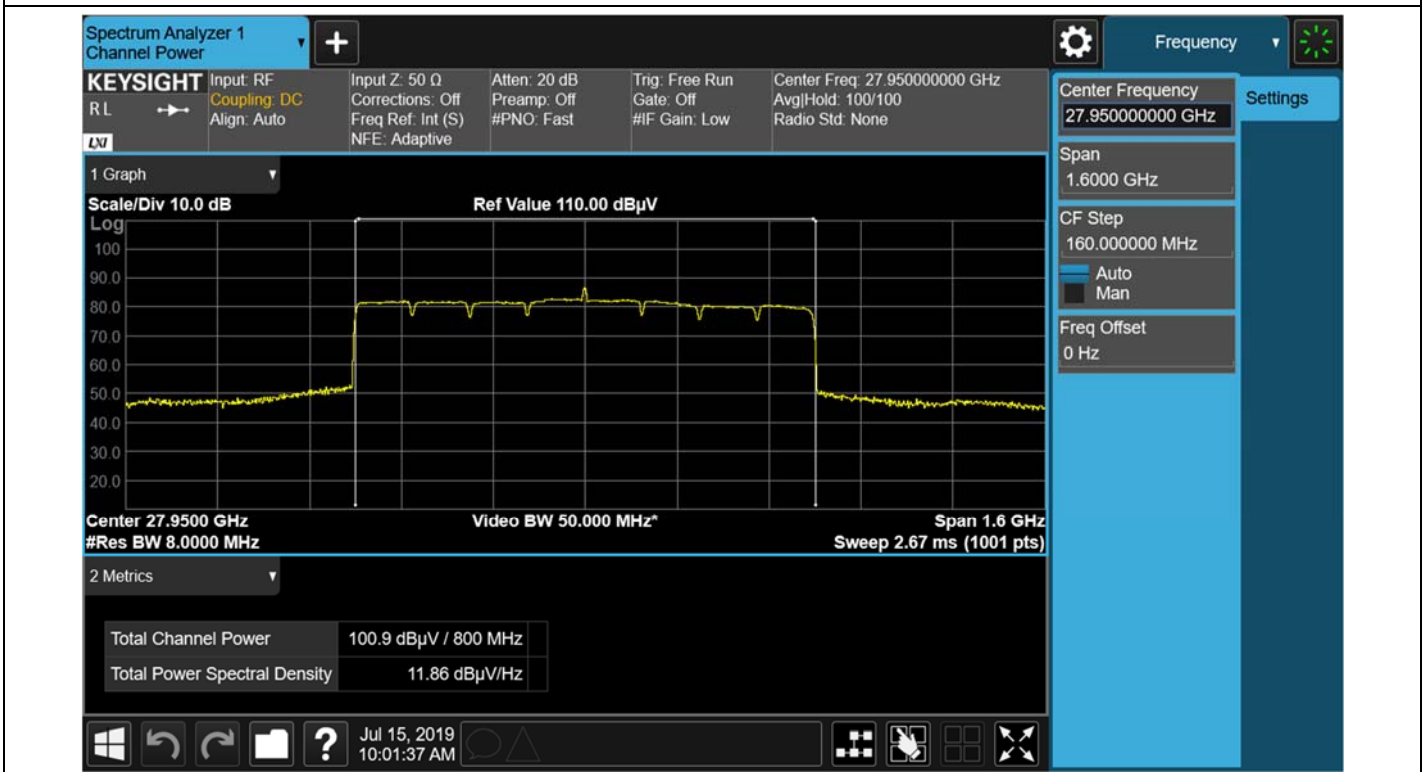 Spectrum Analyzer 1
Channel Power
Frequency
KEYSIGHT
RL
LXI
Input: RF
Coupling: DC
Align: Auto
Input Z: 50 Ω
Corrections: Off
Freq Ref: Int (S)
NFE: Adaptive
Atten: 20 dB
Preamp: Off
#PNO: Fast
Trig: Free Run
Gate: Off
#IF Gain: Low
Center Freq: 27.950000000 GHz
Avg|Hold: 100/100
Radio Std: None
Center Frequency
27.950000000 GHz
Settings
Span
1.6000 GHz
CF Step
160.000000 MHz
Auto
Man
Freq Offset
0 Hz
1 Graph
Scale/Div 10.0 dB
Ref Value 110.00 dBµV
Log
100
90.0
80.0
70.0
60.0
50.0
40.0
30.0
20.0
Center 27.9500 GHz
Video BW 50.000 MHz*
Span 1.6 GHz
#Res BW 8.0000 MHz
Sweep 2.67 ms (1001 pts)
2 Metrics
Total Channel Power 100.9 dBµV / 800 MHz
Total Power Spectral Density 11.86 dBµV/Hz
?
Jul 15, 2019
10:01:37 AM